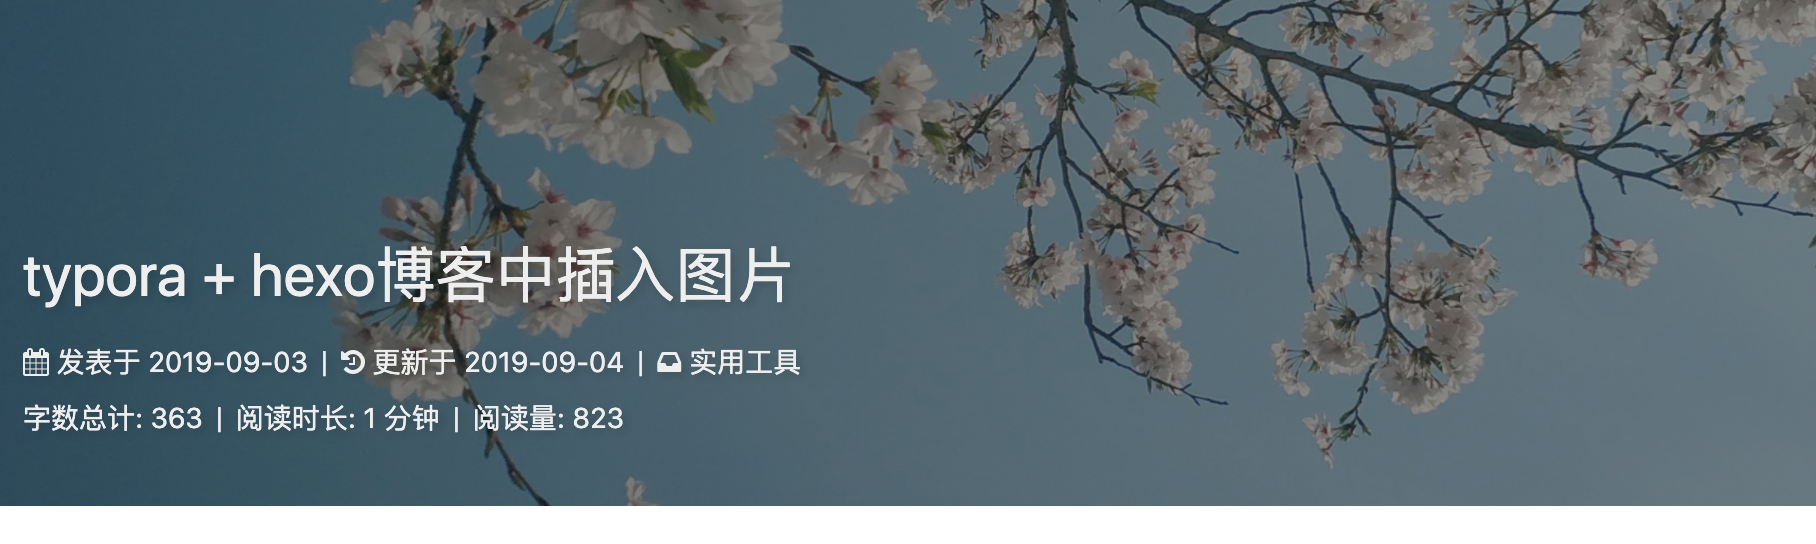 typora + hexo博客中插入图片
发表于 2019-09-03 | 更新于 2019-09-04 | 实用工具
字数总计: 363 | 阅读时长: 1 分钟 | 阅读量: 823